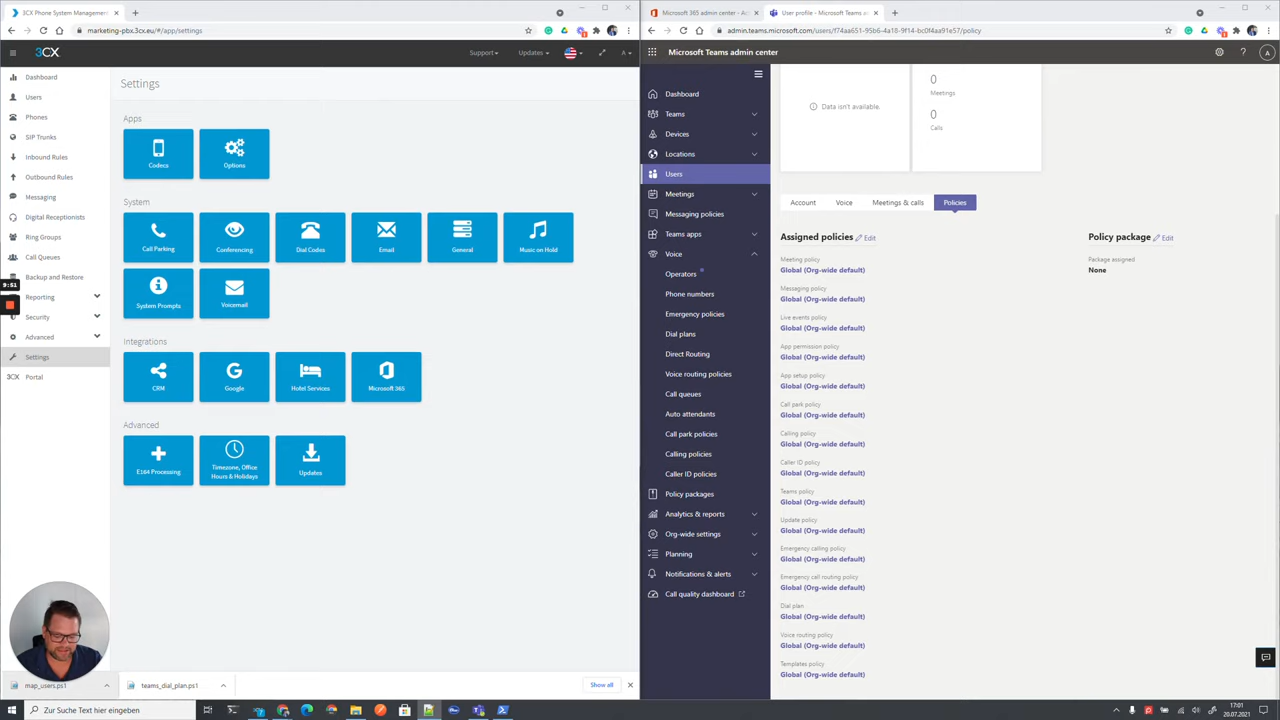 3CX Phone System Management
marketing-pbx.3cx.eu/#/app/settings
3CX
Support
Updates
A
Dashboard
Users
Phones
SIP Trunks
Inbound Rules
Outbound Rules
Messaging
Digital Receptionists
Ring Groups
Call Queues
Backup and Restore
Reporting
Security
Advanced
Settings
Portal
9:51
Settings
Apps
Codecs
Options
System
Call Parking
Conferencing
Dial Codes
Email
General
Music on Hold
System Prompts
Voicemail
Integrations
CRM
Google
Hotel Services
Microsoft 365
Advanced
E164 Processing
Timezone, Office
Hours & Holidays
Updates
map_users.ps1
teams_dial_plan.ps1
Show all
Microsoft 365 admin center - Ac
User profile - Microsoft Teams a
admin.teams.microsoft.com/users/f74aa651-95b6-4a18-9f14-bc0f4aa91e57/policy
Microsoft Teams admin center
A
Dashboard
Teams
Devices
Locations
Users
Meetings
Messaging policies
Teams apps
Voice
Operators
Phone numbers
Emergency policies
Dial plans
Direct Routing
Voice routing policies
Call queues
Auto attendants
Call park policies
Calling policies
Caller ID policies
Policy packages
Analytics & reports
Org-wide settings
Planning
Notifications & alerts
Call quality dashboard
Data isn't available.
0
Meetings
0
Calls
Account
Voice
Meetings & calls
Policies
Assigned policies
Edit
Meeting policy
Global (Org-wide default)
Messaging policy
Global (Org-wide default)
Live events policy
Global (Org-wide default)
App permission policy
Global (Org-wide default)
App setup policy
Global (Org-wide default)
Call park policy
Global (Org-wide default)
Calling policy
Global (Org-wide default)
Caller ID policy
Global (Org-wide default)
Teams policy
Global (Org-wide default)
Update policy
Global (Org-wide default)
Emergency calling policy
Global (Org-wide default)
Emergency call routing policy
Global (Org-wide default)
Dial plan
Global (Org-wide default)
Voice routing policy
Global (Org-wide default)
Templates policy
Global (Org-wide default)
Policy package
Edit
Package assigned
None
Zur Suche Text hier eingeben
17:01
20.07.2021